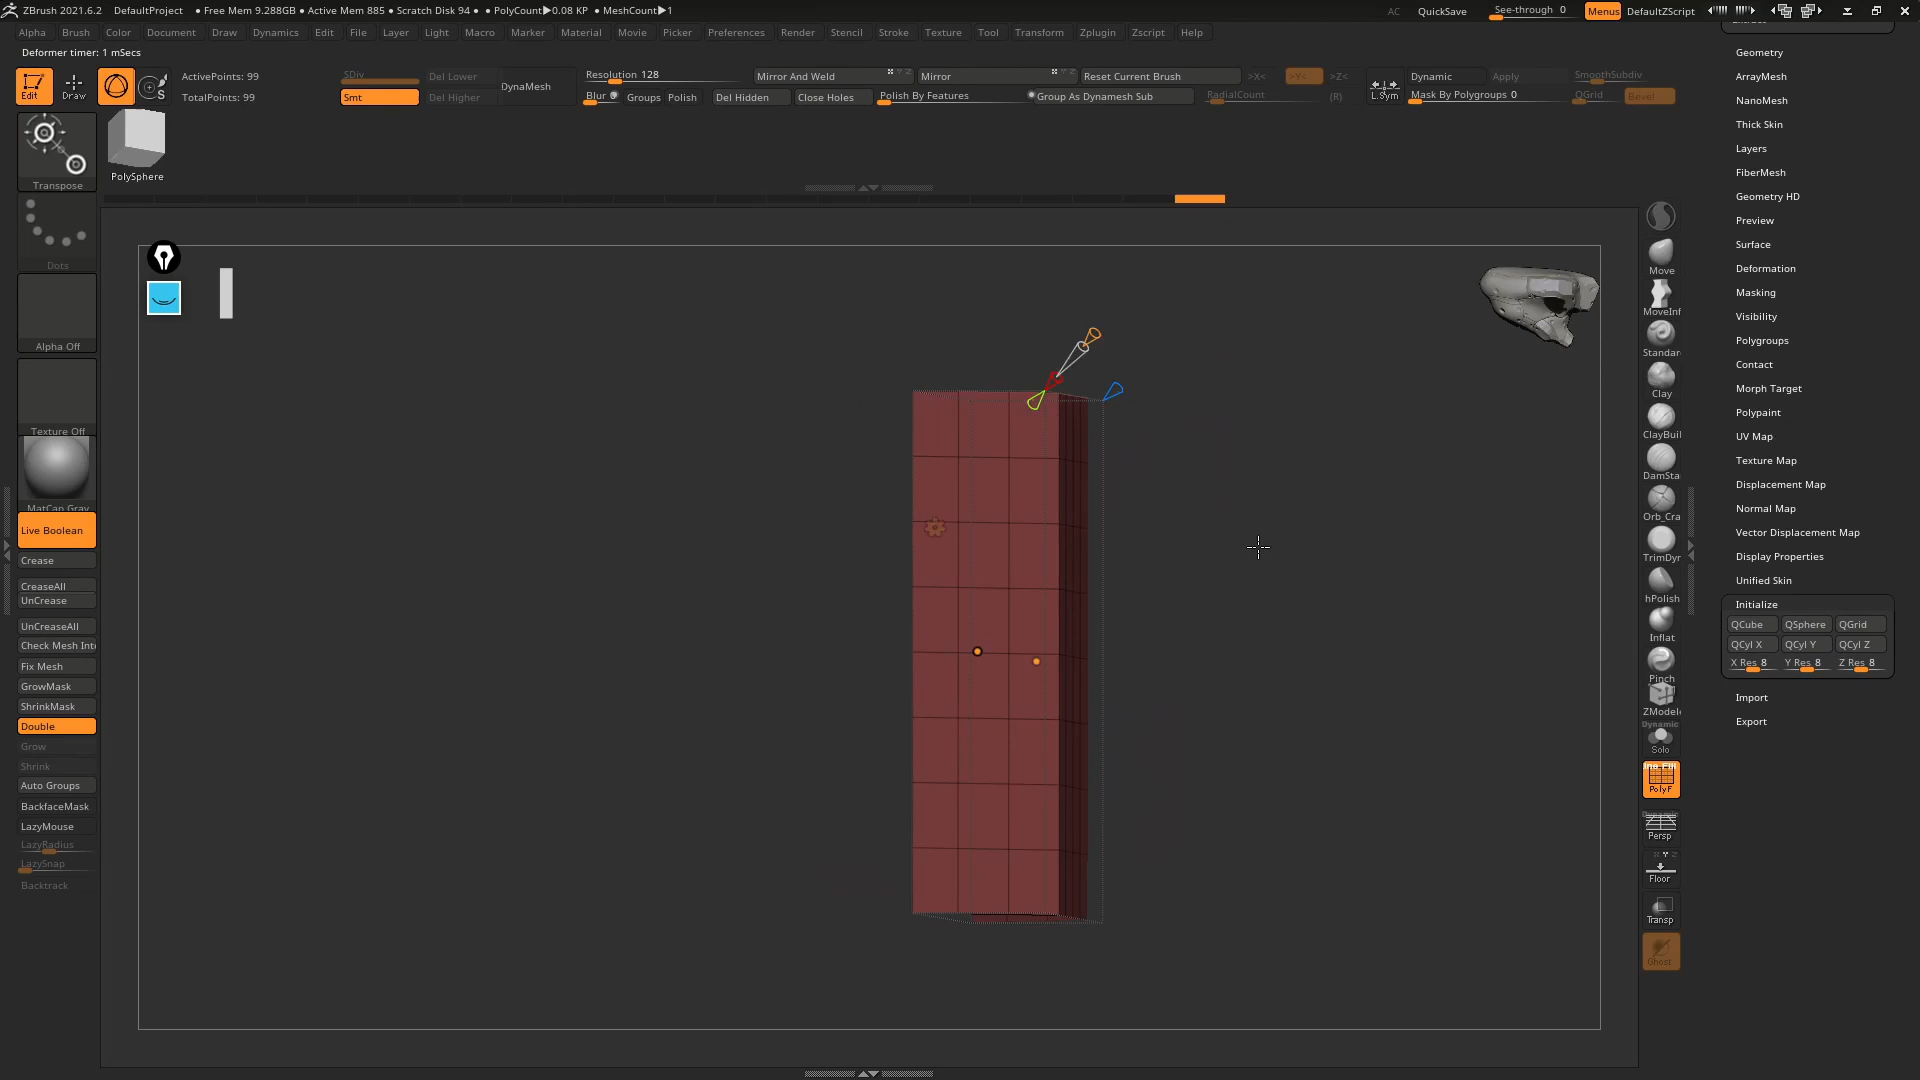 ZBrush 2021.6.2 DefaultProject • Free Mem 9.288GB • Active Mem 885 • Scratch Disk 94 • • PolyCount▶0.08 KP • MeshCount▶1 AC QuickSave See-through 0 Menus DefaultZScript
Alpha Brush Color Document Draw Dynamics Edit File Layer Light Macro Marker Material Movie Picker Preferences Render Stencil Stroke Texture Tool Transform Zplugin Zscript Help
Deformer timer: 1 mSecs
Edit
Draw
S
ActivePoints: 99
TotalPoints: 99
SDiv
Smt
Del Lower
Del Higher
DynaMesh
Resolution 128
Blur Groups Polish
Mirror And Weld
Del Hidden Close Holes
Mirror
Polish By Features
Reset Current Brush
Group As Dynamesh Sub
>X< >Y< >Z<
RadialCount (R)
L.Sym
Dynamic Apply SmoothSubdiv
Mask By Polygroups 0 QGrid Bevel
Transpose
PolySphere
Dots
Alpha Off
Texture Off
MatCap Gray
Live Boolean
Crease
CreaseAll
UnCrease
UnCreaseAll
Check Mesh Int
Fix Mesh
GrowMask
ShrinkMask
Double
Grow
Shrink
Auto Groups
BackfaceMask
LazyMouse
LazyRadius
LazySnap
Backtrack
Move
MoveInf
Standar
Clay
ClayBuil
DamSta
Orb_Cra
TrimDyr
hPolish
Inflat
Pinch
ZModel
Dynamic
Solo
PolyF
Dynamic
Persp
Floor
Transp
Ghost
Geometry
ArrayMesh
NanoMesh
Thick Skin
Layers
FiberMesh
Geometry HD
Preview
Surface
Deformation
Masking
Visibility
Polygroups
Contact
Morph Target
Polypaint
UV Map
Texture Map
Displacement Map
Normal Map
Vector Displacement Map
Display Properties
Unified Skin
Initialize
QCube QSphere QGrid
QCyl X QCyl Y QCyl Z
X Res 8 Y Res 8 Z Res 8
Import
Export